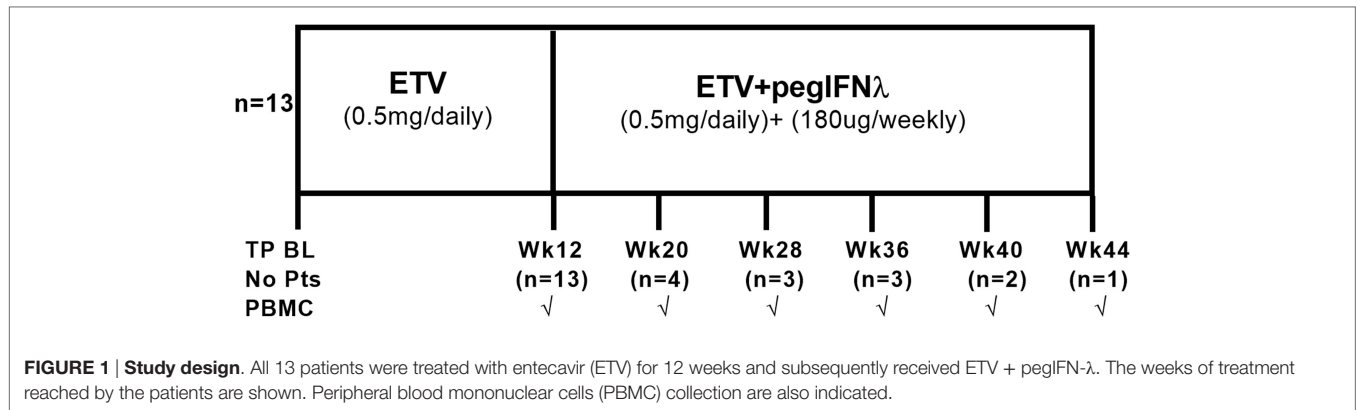 n=13
ETV
(0.5mg/daily)
ETV+pegIFNλ
(0.5mg/daily)+ (180ug/weekly)
TP BL Wk12 Wk20 Wk28 Wk36 Wk40 Wk44
No Pts (n=13) (n=4) (n=3) (n=3) (n=2) (n=1)
PBMC √ √ √ √ √ √
FIGURE 1 | Study design. All 13 patients were treated with entecavir (ETV) for 12 weeks and subsequently received ETV + pegIFN-λ. The weeks of treatment
reached by the patients are shown. Peripheral blood mononuclear cells (PBMC) collection are also indicated.